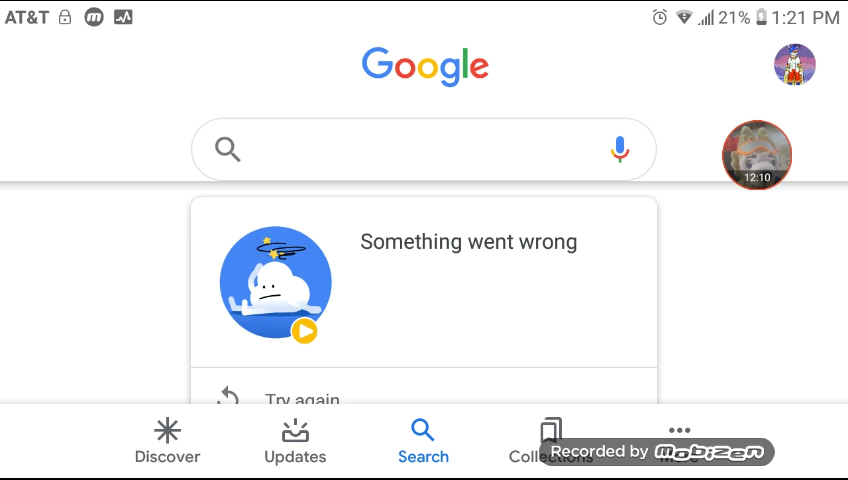 AT&T 21% 1:21 PM
Google
12:10
Something went wrong
Try again
Discover Updates Search Collections
Recorded by Mobizen